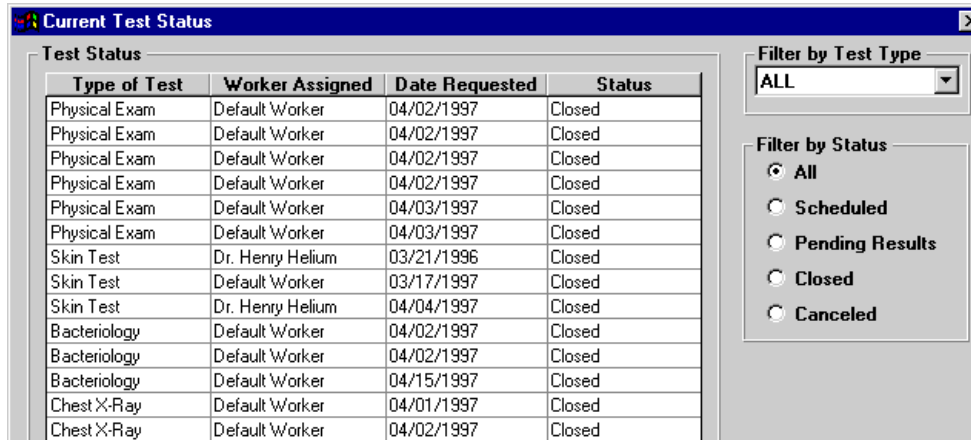 Current Test Status
Test Status
Type of Test Worker Assigned Date Requested Status
Physical Exam Default Worker 04/02/1997 Closed
Physical Exam Default Worker 04/02/1997 Closed
Physical Exam Default Worker 04/02/1997 Closed
Physical Exam Default Worker 04/02/1997 Closed
Physical Exam Default Worker 04/03/1997 Closed
Physical Exam Default Worker 04/03/1997 Closed
Skin Test Dr. Henry Helium 03/21/1996 Closed
Skin Test Default Worker 03/17/1997 Closed
Skin Test Dr. Henry Helium 04/04/1997 Closed
Bacteriology Default Worker 04/02/1997 Closed
Bacteriology Default Worker 04/02/1997 Closed
Bacteriology Default Worker 04/15/1997 Closed
Chest X-Ray Default Worker 04/01/1997 Closed
Chest X-Ray Default Worker 04/02/1997 Closed
Filter by Test Type
ALL
Filter by Status
All
Scheduled
Pending Results
Closed
Canceled